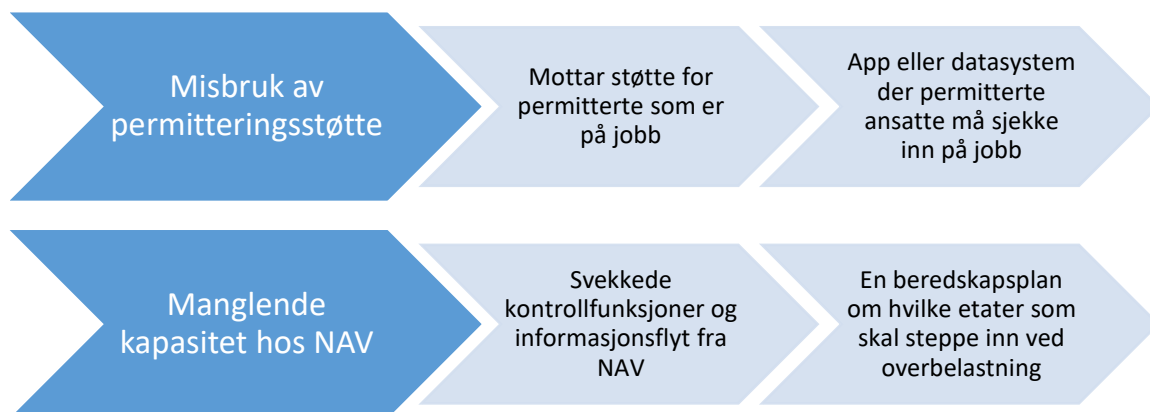 Misbruk av
permitteringsstøtte
Mottar støtte for
permitterte som er
på jobb
App eller datasystem
der permitterte
ansatte må sjekke
inn på jobb
Manglende
kapasitet hos NAV
Svekkede
kontrollfunksjoner og
informasjonsflyt fra
NAV
En beredskapsplan
om hvilke etater som
skal steppe inn ved
overbelastning